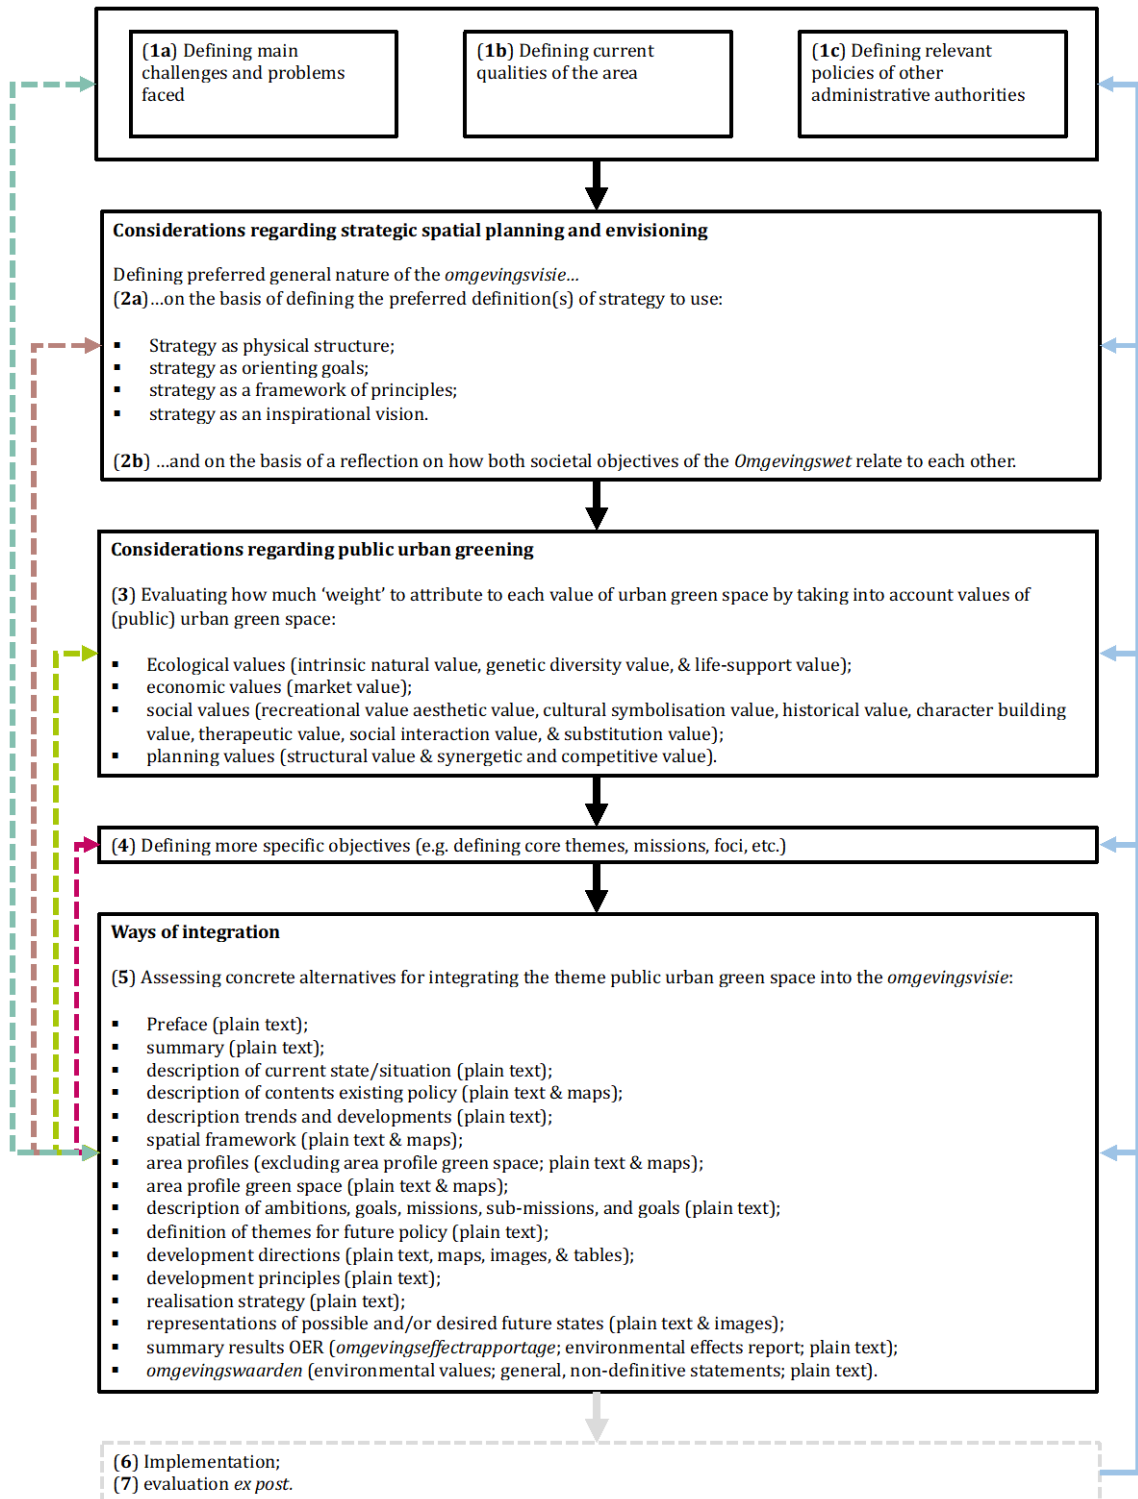 (1a) Defining main
challenges and problems
faced
(1b) Defining current
qualities of the area
(1c) Defining relevant
policies of other
administrative authorities
Considerations regarding strategic spatial planning and envisioning
Defining preferred general nature of the omgevingsvisie…
(2a)…on the basis of defining the preferred definition(s) of strategy to use:
▪ Strategy as physical structure;
▪ strategy as orienting goals;
▪ strategy as a framework of principles;
▪ strategy as an inspirational vision.
(2b) …and on the basis of a reflection on how both societal objectives of the Omgevingswet relate to each other.
Considerations regarding public urban greening
(3) Evaluating how much ‘weight’ to attribute to each value of urban green space by taking into account values of
(public) urban green space:
▪ Ecological values (intrinsic natural value, genetic diversity value, & life-support value);
▪ economic values (market value);
▪ social values (recreational value aesthetic value, cultural symbolisation value, historical value, character building
value, therapeutic value, social interaction value, & substitution value);
▪ planning values (structural value & synergetic and competitive value).
(4) Defining more specific objectives (e.g. defining core themes, missions, foci, etc.)
Ways of integration
(5) Assessing concrete alternatives for integrating the theme public urban green space into the omgevingsvisie:
▪ Preface (plain text);
▪ summary (plain text);
▪ description of current state/situation (plain text);
▪ description of contents existing policy (plain text & maps);
▪ description trends and developments (plain text);
▪ spatial framework (plain text & maps);
▪ area profiles (excluding area profile green space; plain text & maps);
▪ area profile green space (plain text & maps);
▪ description of ambitions, goals, missions, sub-missions, and goals (plain text);
▪ definition of themes for future policy (plain text);
▪ development directions (plain text, maps, images, & tables);
▪ development principles (plain text);
▪ realisation strategy (plain text);
▪ representations of possible and/or desired future states (plain text & images);
▪ summary results OER (omgevingseffectrapportage; environmental effects report; plain text);
▪ omgevingswaarden (environmental values; general, non-definitive statements; plain text).
(6) Implementation;
(7) evaluation ex post.